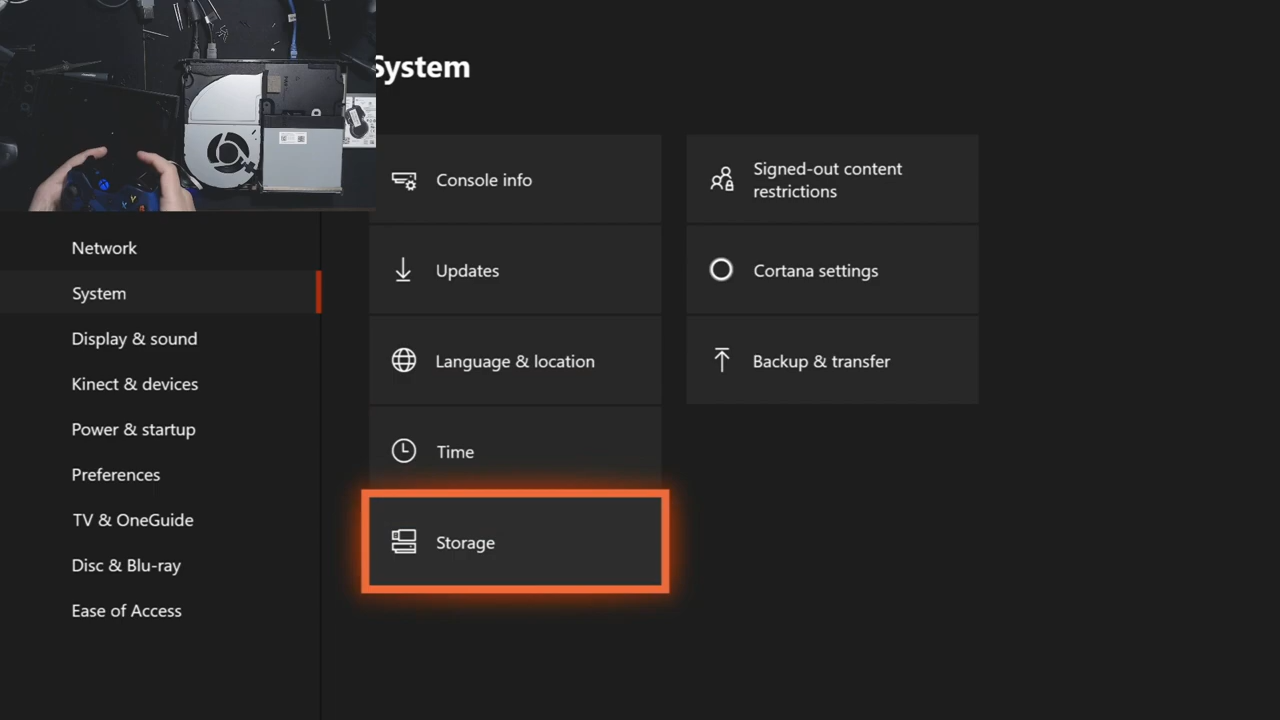 System
Network
System
Display & sound
Kinect & devices
Power & startup
Preferences
TV & OneGuide
Disc & Blu-ray
Ease of Access
Console info
Updates
Language & location
Time
Storage
Signed-out content
restrictions
Cortana settings
Backup & transfer